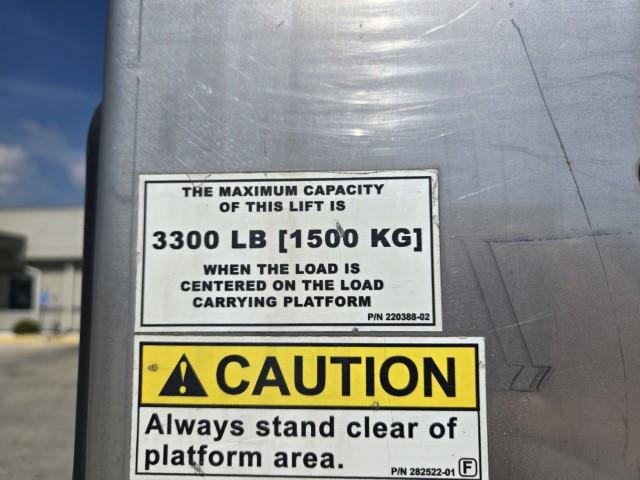 THE MAXIMUM CAPACITY
OF THIS LIFT IS
3300 LB [1500 KG]
WHEN THE LOAD IS
CENTERED ON THE LOAD
CARRYING PLATFORM
P/N 220388-02
CAUTION
Always stand clear of
platform area.
P/N 282522-01 F